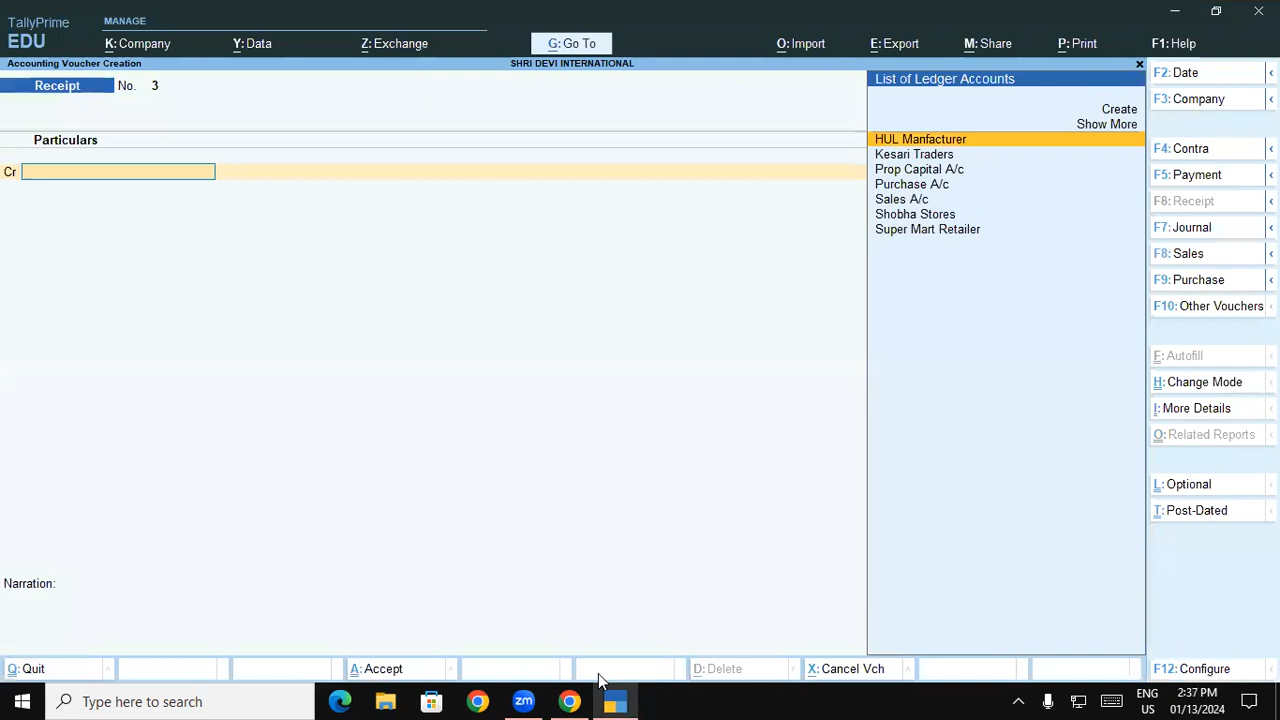 TallyPrime
MANAGE
EDU
K: Company
Y: Data
Z: Exchange
G: Go To
O: Import
E: Export
M: Share
P: Print
F1: Help
Accounting Voucher Creation
SHRI DEVI INTERNATIONAL
Receipt No. 3
Particulars
Cr
Narration:
List of Ledger Accounts
Create
Show More
HUL Manfacturer
Kesari Traders
Prop Capital A/c
Purchase A/c
Sales A/c
Shobha Stores
Super Mart Retailer
F2: Date
F3: Company
F4: Contra
F5: Payment
F6: Receipt
F7: Journal
F8: Sales
F9: Purchase
F10: Other Vouchers
F: Autofill
H: Change Mode
I: More Details
O: Related Reports
L: Optional
T: Post-Dated
Q: Quit
A: Accept
D: Delete
X: Cancel Vch
F12: Configure
Type here to search
zm
ENG
US
2:37 PM
01/13/2024